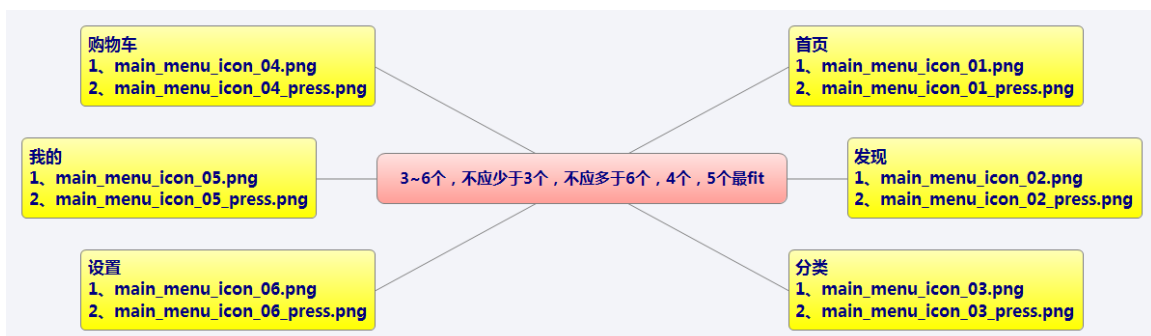 购物车
1、main_menu_icon_04.png
2、main_menu_icon_04_press.png
首页
1、main_menu_icon_01.png
2、main_menu_icon_01_press.png
我的
1、main_menu_icon_05.png
2、main_menu_icon_05_press.png
3~6个，不应少于3个，不应多于6个，4个，5个最fit
发现
1、main_menu_icon_02.png
2、main_menu_icon_02_press.png
设置
1、main_menu_icon_06.png
2、main_menu_icon_06_press.png
分类
1、main_menu_icon_03.png
2、main_menu_icon_03_press.png